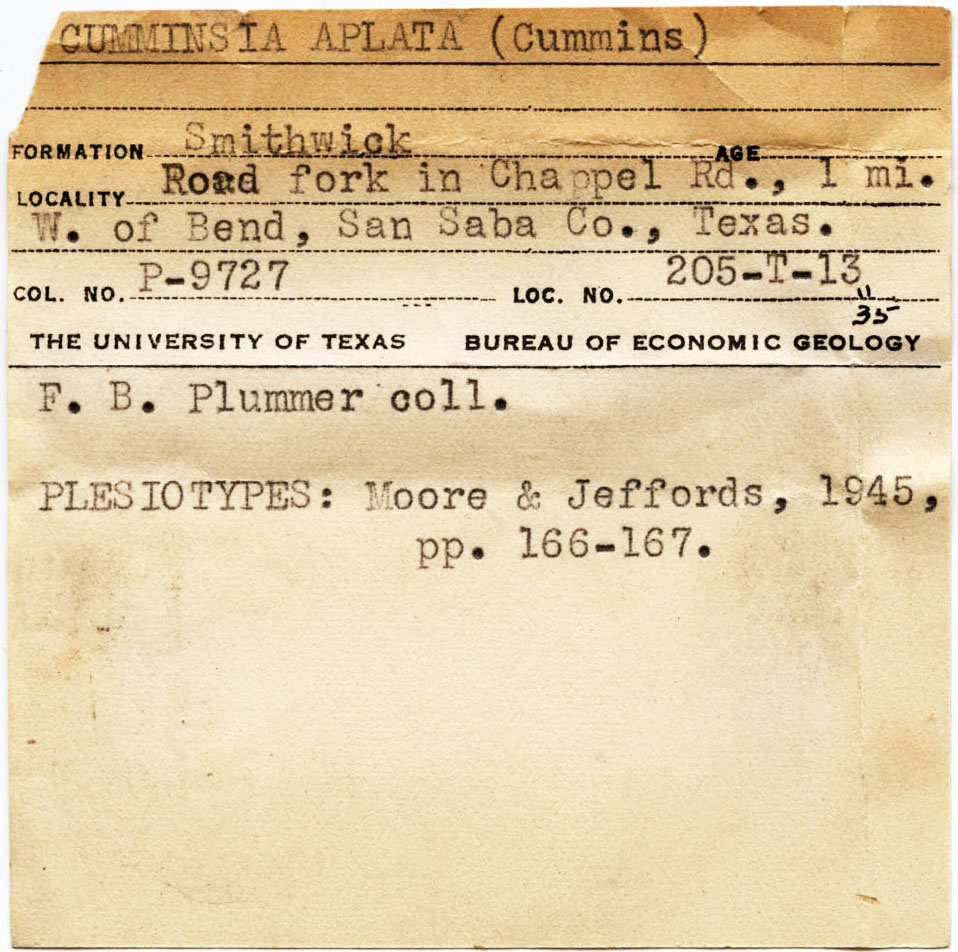 CUMMINSIA APLATA (Cummins)
FORMATION Smithwick AGE
LOCALITY Road fork in Chappel Rd., 1 mi.
W. of Bend, San Saba Co., Texas.
COL. NO. P-9727 LOC. NO. 205-T-13
" 35
THE UNIVERSITY OF TEXAS BUREAU OF ECONOMIC GEOLOGY
F. B. Plummer coll.
PLESIOTYPES: Moore & Jeffords, 1945,
pp. 166-167.